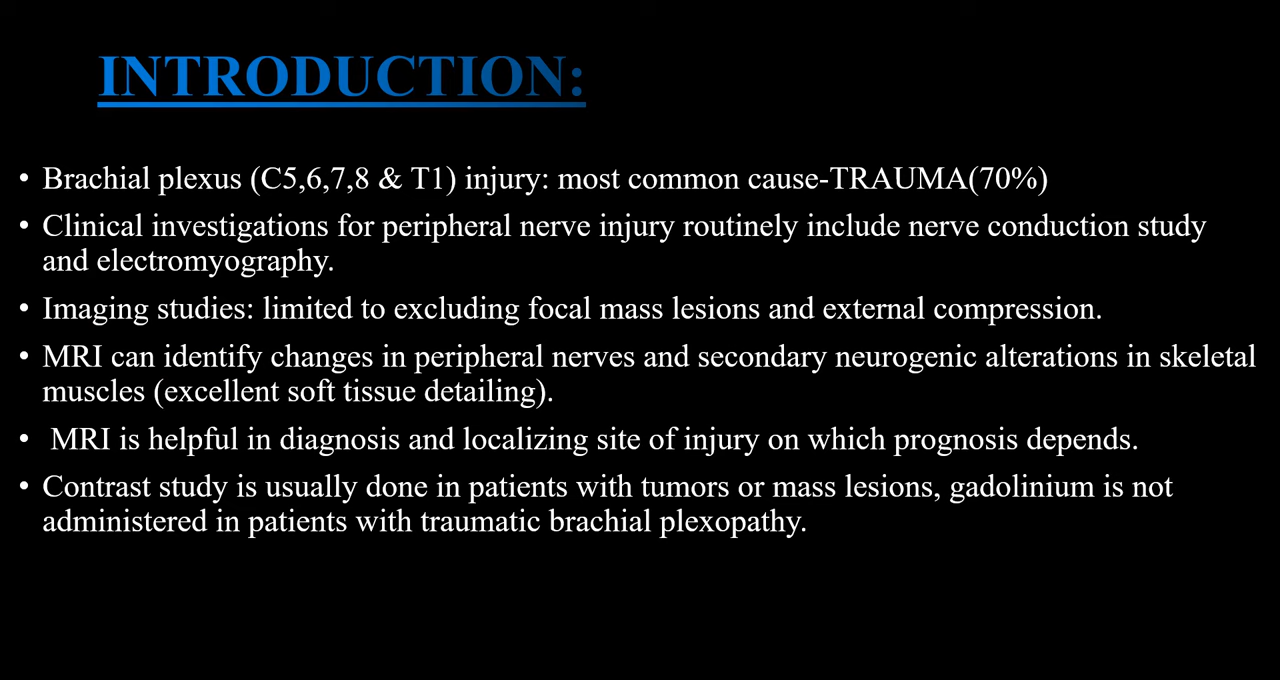 INTRODUCTION:
• Brachial plexus (C5,6,7,8 & T1) injury: most common cause-TRAUMA(70%)
• Clinical investigations for peripheral nerve injury routinely include nerve conduction study
and electromyography.
• Imaging studies: limited to excluding focal mass lesions and external compression.
• MRI can identify changes in peripheral nerves and secondary neurogenic alterations in skeletal
muscles (excellent soft tissue detailing).
• MRI is helpful in diagnosis and localizing site of injury on which prognosis depends.
• Contrast study is usually done in patients with tumors or mass lesions, gadolinium is not
administered in patients with traumatic brachial plexopathy.